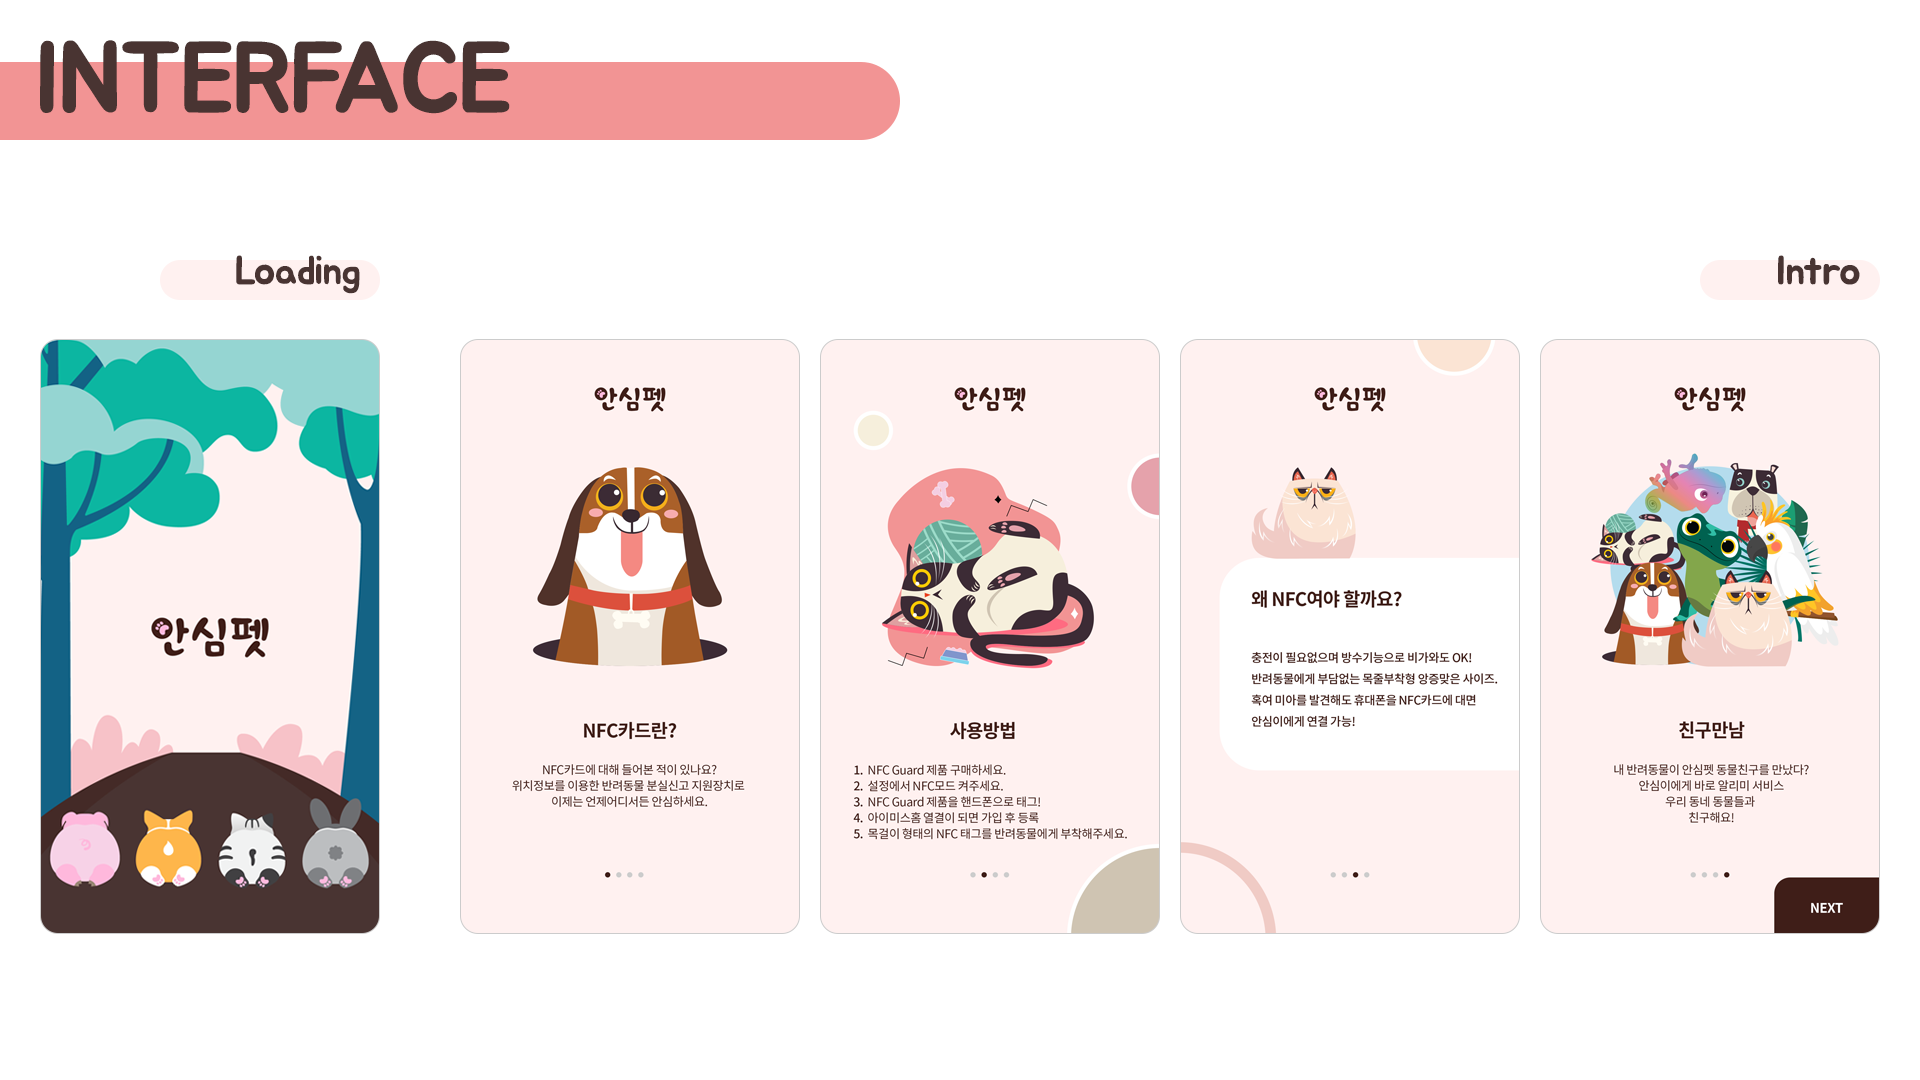 INTERFACE
Loading
Intro
안심펫
안심펫
NFC카드란?
NFC카드에 대해 들어본 적이 있나요?
위치정보를 이용한 반려동물 분실신고 지원장치로
이제는 언제어디서든 안심하세요.
안심펫
사용방법
1. NFC Guard 제품 구매하세요.
2. 설정에서 NFC모드 켜주세요.
3. NFC Guard 제품을 핸드폰으로 태그!
4. 아이미스홈 열결이 되면 가입 후 등록
5. 목걸이 형태의 NFC 태그를 반려동물에게 부착해주세요.
안심펫
왜 NFC여야 할까요?
충전이 필요없으며 방수기능으로 비가와도 OK!
반려동물에게 부담없는 목줄부착형 앙증맞은 사이즈.
혹여 미아를 발견해도 휴대폰을 NFC카드에 대면
안심이에게 연결 가능!
안심펫
친구만남
내 반려동물이 안심펫 동물친구를 만났다?
안심이에게 바로 알리미 서비스
우리 동네 동물들과
친구해요!
NEXT